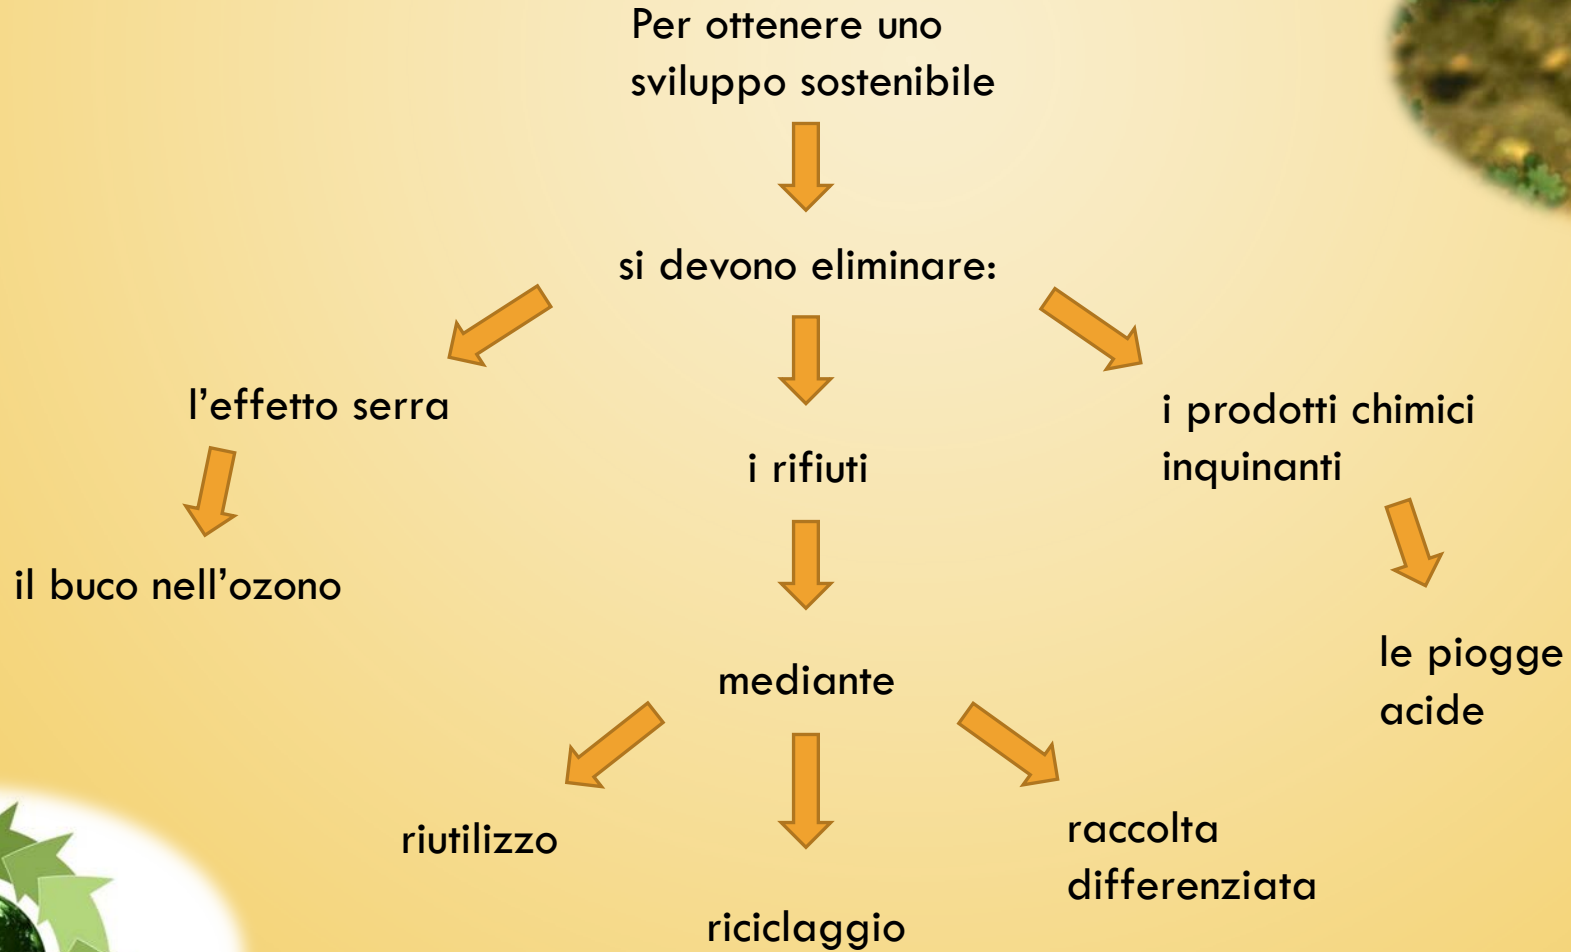 Per ottenere uno
sviluppo sostenibile
si devono eliminare:
l’effetto serra
i prodotti chimici
inquinanti
i rifiuti
il buco nell’ozono
le piogge
acide
mediante
riutilizzo
raccolta
differenziata
riciclaggio